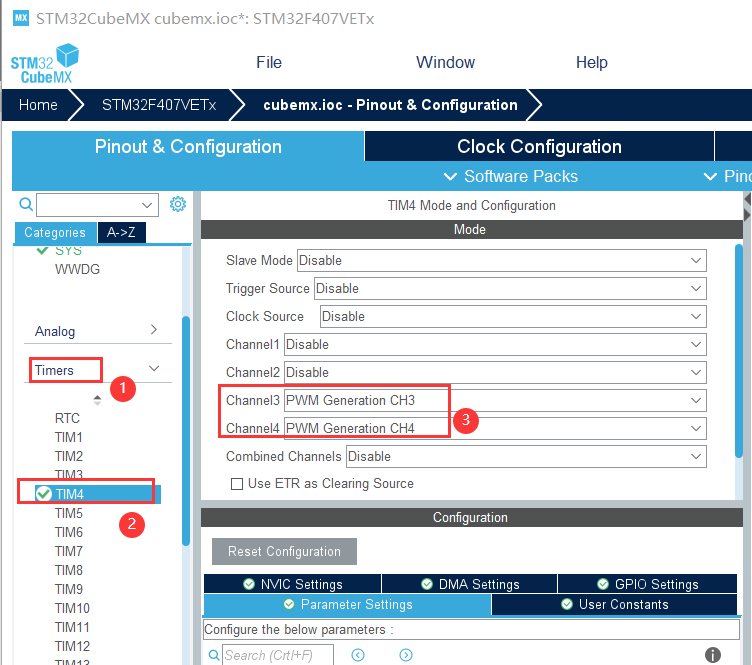 MX STM32CubeMX cubemx.ioc*: STM32F407VETx
STM32
CubeMX
File Window Help
Home STM32F407VETx cubemx.ioc - Pinout & Configuration
Pinout & Configuration Clock Configuration
Software Packs Pino
TIM4 Mode and Configuration
Categories A->Z
Mode
SYS
WWDG
Analog
Timers
1
RTC
TIM1
TIM2
TIM3
TIM4
2
TIM5
TIM6
TIM7
TIM8
TIM9
TIM10
TIM11
TIM12
TIM13
Slave Mode Disable
Trigger Source Disable
Clock Source Disable
Channel1 Disable
Channel2 Disable
Channel3 PWM Generation CH3
Channel4 PWM Generation CH4
3
Combined Channels Disable
Use ETR as Clearing Source
Configuration
Reset Configuration
NVIC Settings DMA Settings GPIO Settings
Parameter Settings User Constants
Configure the below parameters :
Search (Crtl+F)